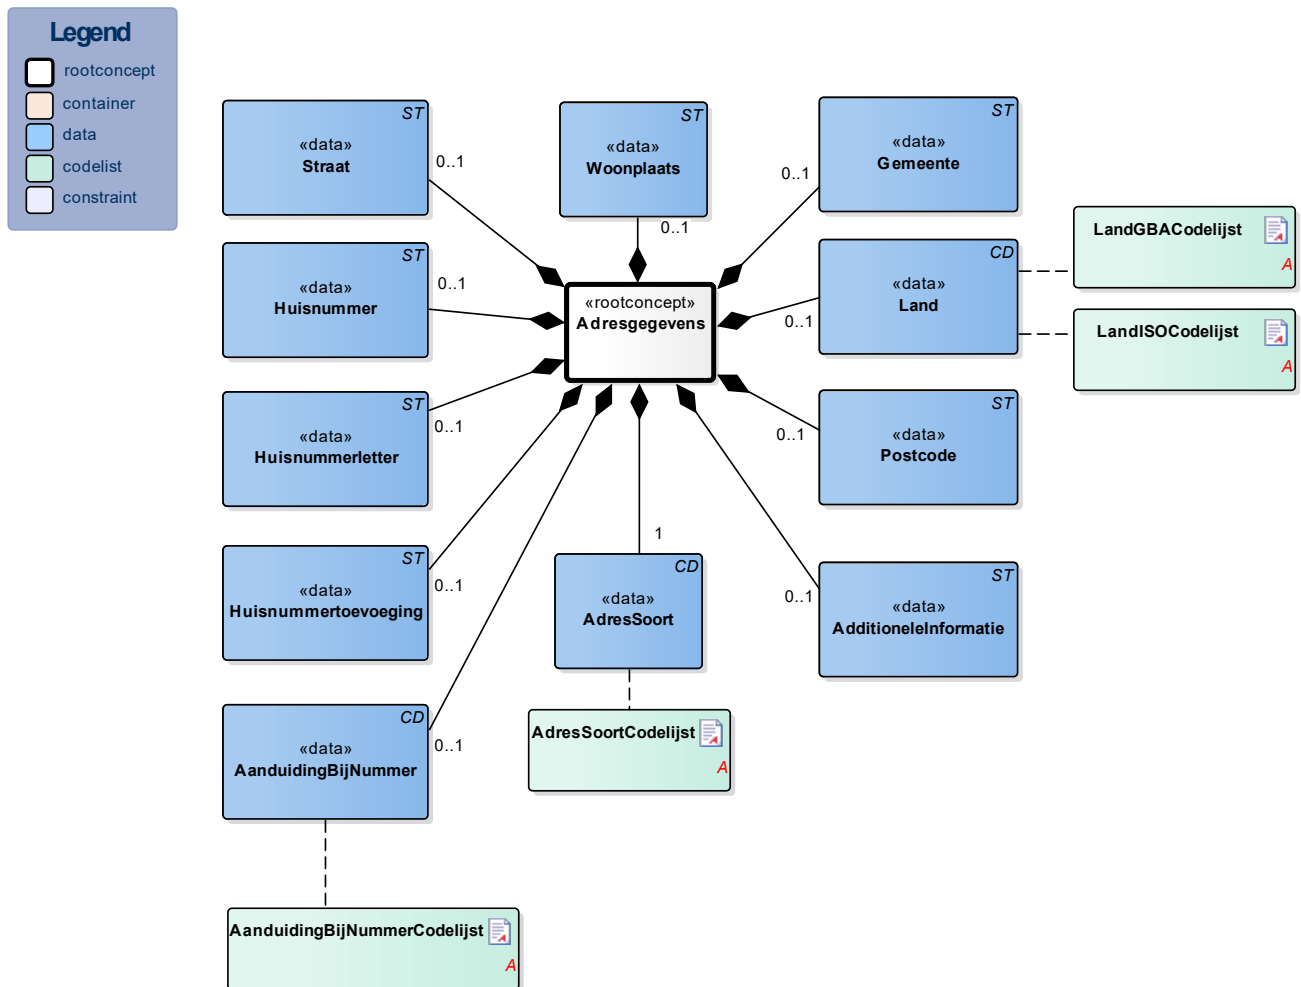 Legend
rootconcept
container
data
codelist
constraint
ST
«data»
Straat
0..1
ST
«data»
Woonplaats
0..1
ST
«data»
Gemeente
0..1
ST
«data»
Huisnummer
0..1
«rootconcept»
Adresgegevens
CD
«data»
Land
0..1
LandGBACodelijst
A
LandISOCodelijst
A
ST
«data»
Huisnummerletter
0..1
ST
«data»
Postcode
0..1
ST
«data»
Huisnummertoevoeging
0..1
1
CD
«data»
AdresSoort
ST
«data»
AdditioneleInformatie
0..1
CD
«data»
AanduidingBijNummer
0..1
AdresSoortCodelijst
A
AanduidingBijNummerCodelijst
A